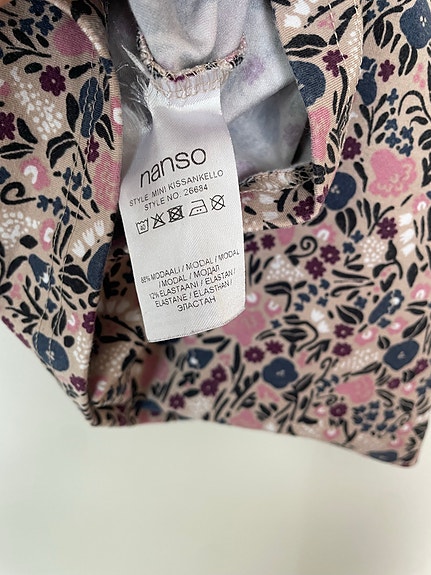 nanso
STYLE: MINI KISSANKELLO
STYLE NO: 26684
40
88% MODAALI / MODAL / MODAL
/ MODAL / МОДАЛ
12% ELASTAANI / ELASTAN /
ELASTANE / ELASTHAN /
ЭЛАСТАН